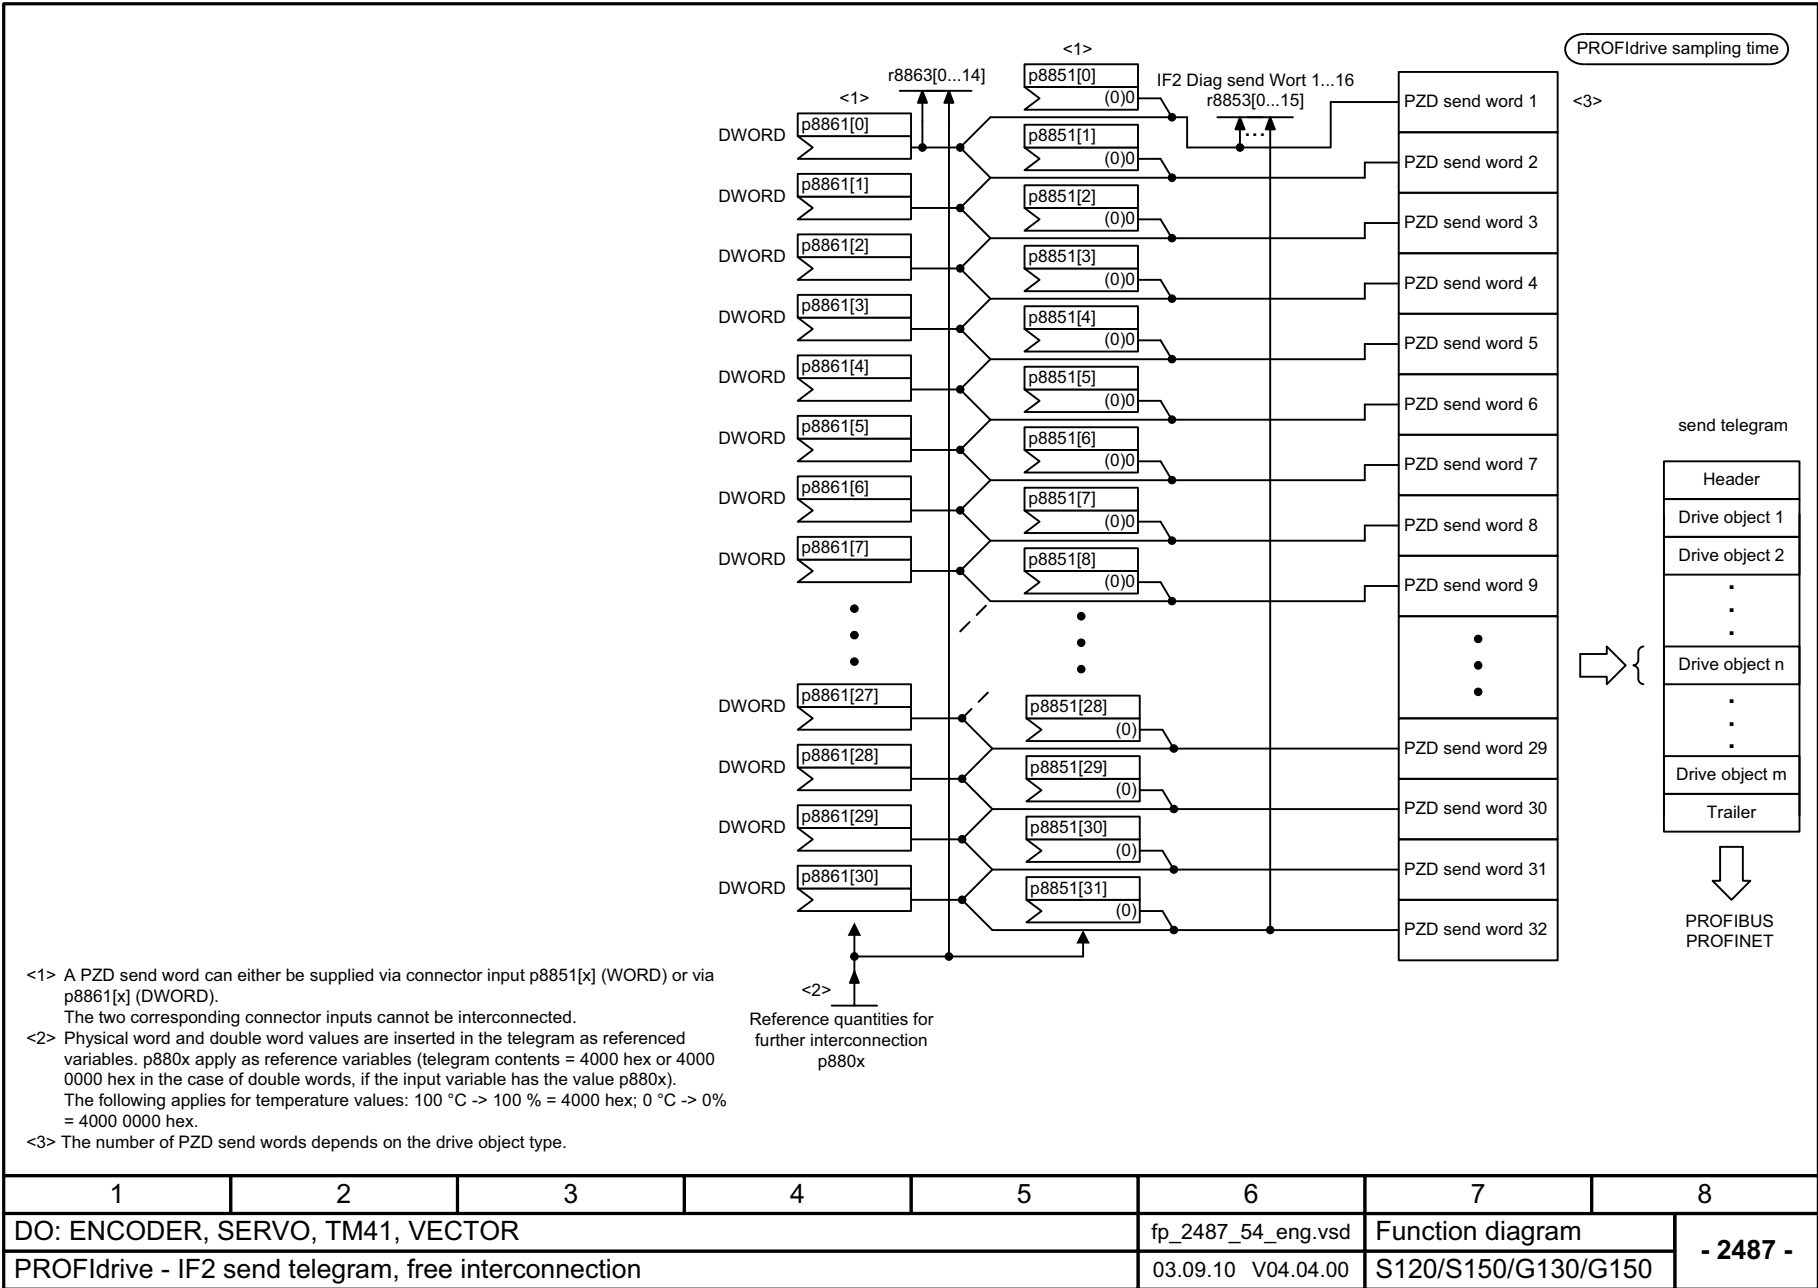 PROFIdrive sampling time
<1>
r8863[0...14]
p8851[0]
(0)0
IF2 Diag send Wort 1...16
r8853[0...15]
...
PZD send word 1
<3>
<1>
DWORD
p8861[0]
p8851[1]
(0)0
PZD send word 2
DWORD
p8861[1]
p8851[2]
(0)0
PZD send word 3
DWORD
p8861[2]
p8851[3]
(0)0
PZD send word 4
DWORD
p8861[3]
p8851[4]
(0)0
PZD send word 5
DWORD
p8861[4]
p8851[5]
(0)0
PZD send word 6
DWORD
p8861[5]
p8851[6]
(0)0
PZD send word 7
DWORD
p8861[6]
p8851[7]
(0)0
PZD send word 8
DWORD
p8861[7]
p8851[8]
(0)0
PZD send word 9
DWORD
p8861[27]
p8851[28]
(0)
PZD send word 29
DWORD
p8861[28]
p8851[29]
(0)
PZD send word 30
DWORD
p8861[29]
p8851[30]
(0)
PZD send word 31
DWORD
p8861[30]
p8851[31]
(0)
PZD send word 32
send telegram
Header
Drive object 1
Drive object 2
Drive object n
Drive object m
Trailer
PROFIBUS
PROFINET
<2>
Reference quantities for
further interconnection
p880x
<1> A PZD send word can either be supplied via connector input p8851[x] (WORD) or via
p8861[x] (DWORD).
The two corresponding connector inputs cannot be interconnected.
<2> Physical word and double word values are inserted in the telegram as referenced
variables. p880x apply as reference variables (telegram contents = 4000 hex or 4000
0000 hex in the case of double words, if the input variable has the value p880x).
The following applies for temperature values: 100 °C -> 100 % = 4000 hex; 0 °C -> 0%
= 4000 0000 hex.
<3> The number of PZD send words depends on the drive object type.
1 2 3 4 5 6 7 8
DO: ENCODER, SERVO, TM41, VECTOR
fp_2487_54_eng.vsd
Function diagram
- 2487 -
PROFIdrive - IF2 send telegram, free interconnection
03.09.10 V04.04.00
S120/S150/G130/G150